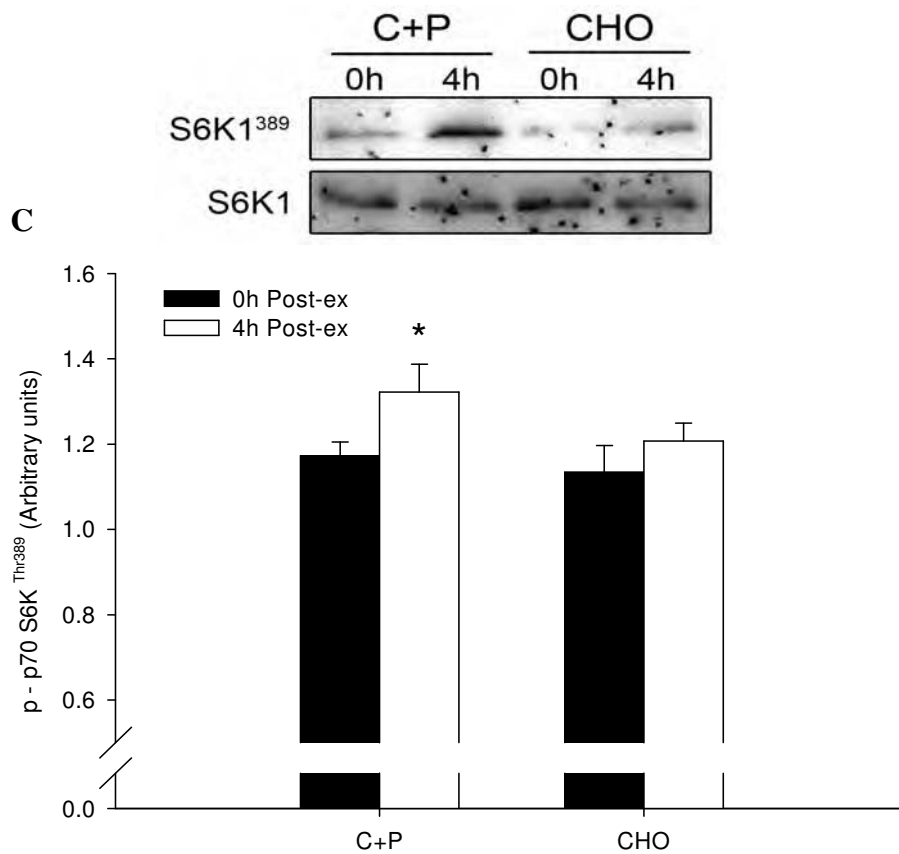 C+P CHO
0h 4h 0h 4h
S6K1³⁸⁹
S6K1
C
1.6
0h Post-ex
4h Post-ex
*
1.4
1.2
1.0
0.8
0.6
0.0
p - p70 S6K Thr389 (Arbitrary units)
C+P CHO